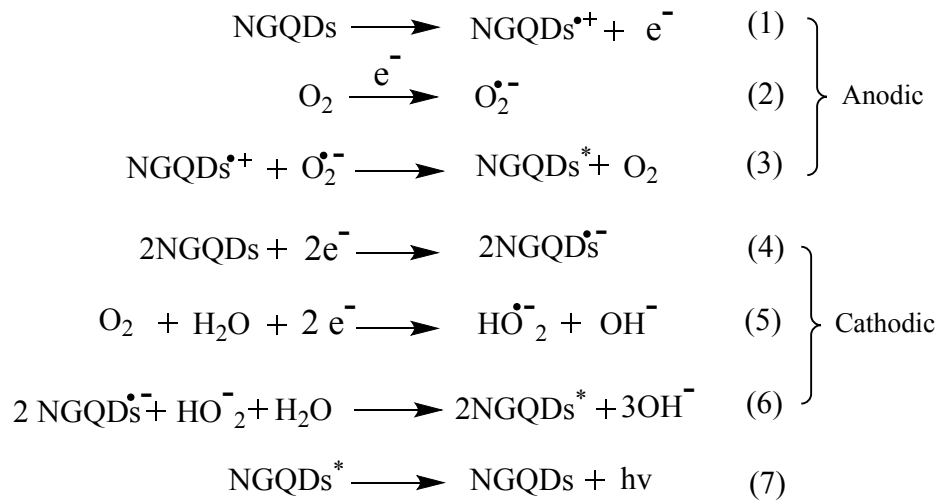 NGQDs ⟶ NGQDs•+ + e- (1)
O2 e-⟶ O2•- (2) Anodic
NGQDs•+ + O2•- ⟶ NGQDs* + O2 (3)
2NGQDs + 2e- ⟶ 2NGQDs•- (4)
O2 + H2O + 2 e- ⟶ HO•-2 + OH- (5) Cathodic
2 NGQDs•- + HO-2 + H2O ⟶ 2NGQDs* + 3OH- (6)
NGQDs* ⟶ NGQDs + hv (7)